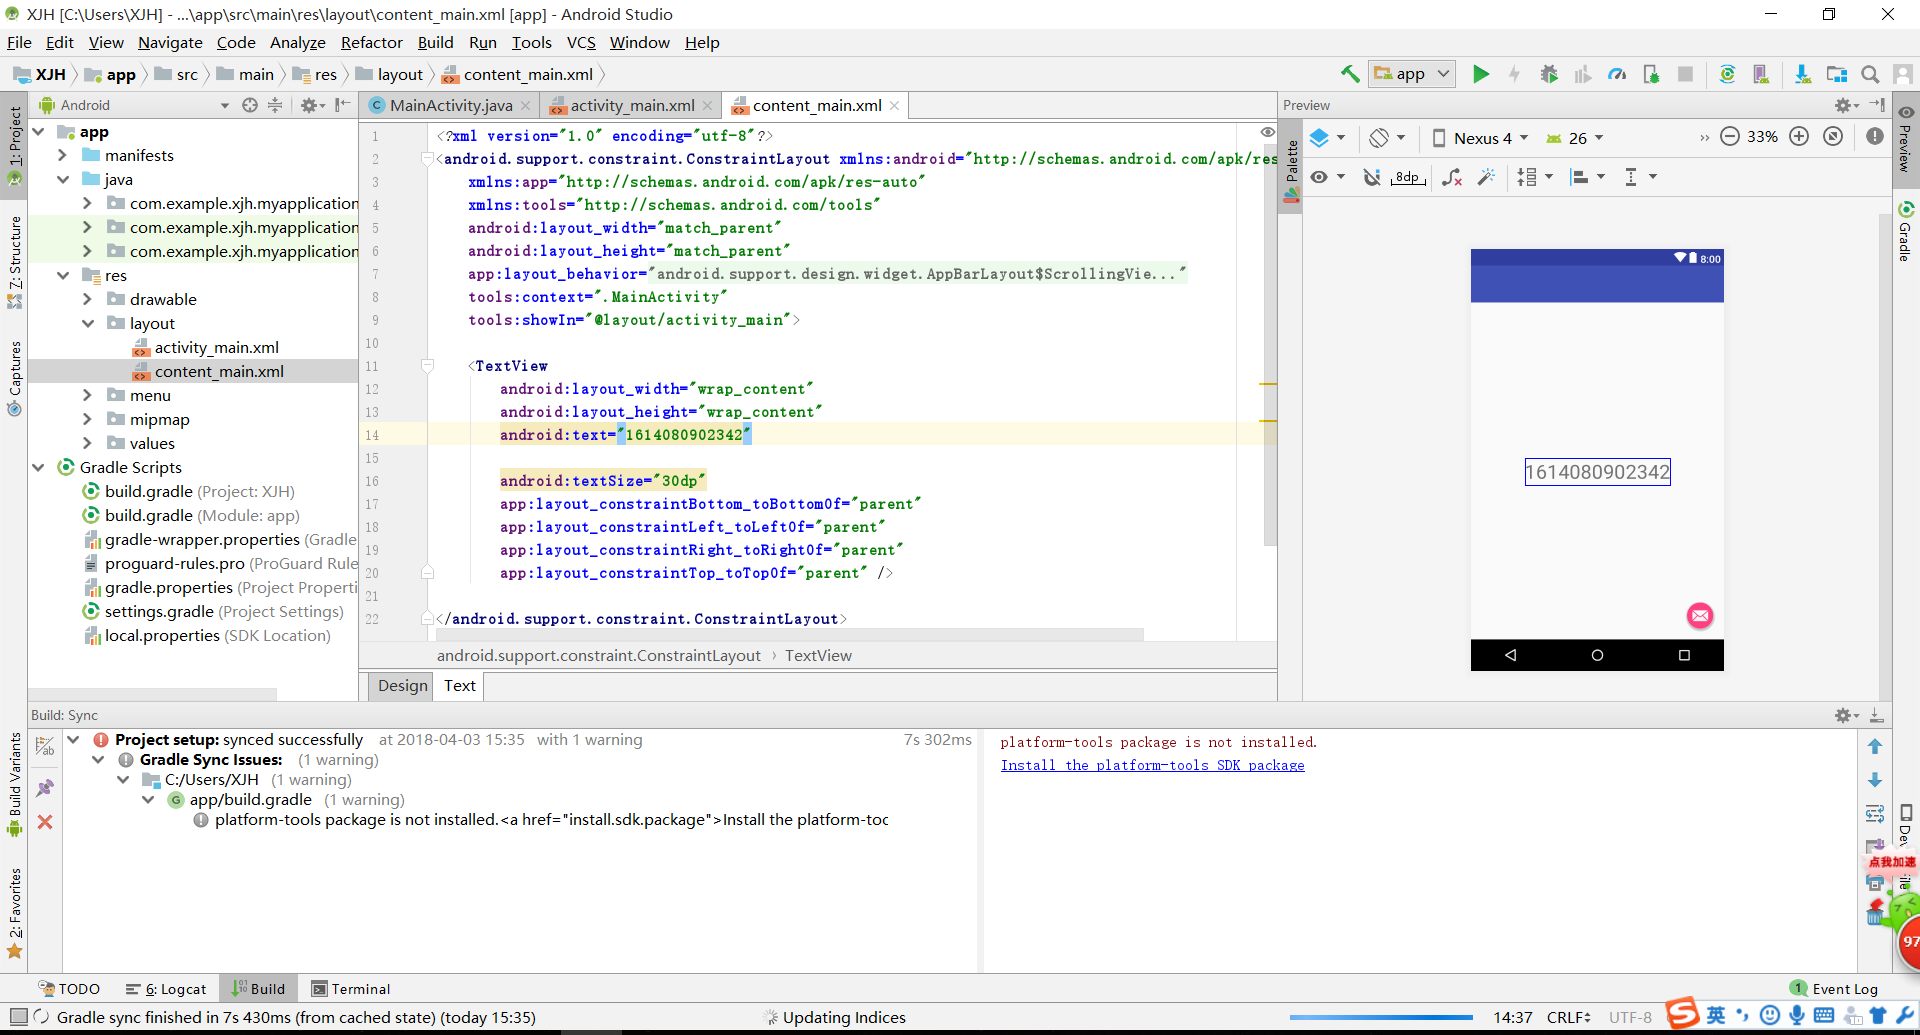 XJH [C:\Users\XJH] - ...\app\src\main\res\layout\content_main.xml [app] - Android Studio
File Edit View Navigate Code Analyze Refactor Build Run Tools VCS Window Help
XJH app src main res layout content_main.xml
app
1: Project
Z: Structure
Captures
Build Variants
2: Favorites
Android
app
manifests
java
com.example.xjh.myapplication
com.example.xjh.myapplication
com.example.xjh.myapplication
res
drawable
layout
activity_main.xml
content_main.xml
menu
mipmap
values
Gradle Scripts
build.gradle (Project: XJH)
build.gradle (Module: app)
gradle-wrapper.properties (Gradle
proguard-rules.pro (ProGuard Rule
gradle.properties (Project Properti
settings.gradle (Project Settings)
local.properties (SDK Location)
MainActivity.java activity_main.xml content_main.xml
1 <?xml version="1.0" encoding="utf-8"?>
2 <android.support.constraint.ConstraintLayout xmlns:android="http://schemas.android.com/apk/res
3 xmlns:app="http://schemas.android.com/apk/res-auto"
4 xmlns:tools="http://schemas.android.com/tools"
5 android:layout_width="match_parent"
6 android:layout_height="match_parent"
7 app:layout_behavior="android.support.design.widget.AppBarLayout$ScrollingVie..."
8 tools:context=".MainActivity"
9 tools:showIn="@layout/activity_main">
10
11 <TextView
12 android:layout_width="wrap_content"
13 android:layout_height="wrap_content"
14 android:text="1614080902342"
15
16 android:textSize="30dp"
17 app:layout_constraintBottom_toBottomOf="parent"
18 app:layout_constraintLeft_toLeftOf="parent"
19 app:layout_constraintRight_toRightOf="parent"
20 app:layout_constraintTop_toTopOf="parent" />
21
22 </android.support.constraint.ConstraintLayout>
android.support.constraint.ConstraintLayout › TextView
Design Text
Preview
Palette
Nexus 4 26 33%
8dp
8:00
1614080902342
Preview
Gradle
Build: Sync
Project setup: synced successfully at 2018-04-03 15:35 with 1 warning 7s 302ms
Gradle Sync Issues: (1 warning)
C:/Users/XJH (1 warning)
app/build.gradle (1 warning)
platform-tools package is not installed.<a href="install.sdk.package">Install the platform-toc
platform-tools package is not installed.
Install the platform-tools SDK package
点我加速
97
TODO 6: Logcat Build Terminal 1 Event Log
Gradle sync finished in 7s 430ms (from cached state) (today 15:35) Updating Indices 14:37 CRLF UTF-8 英